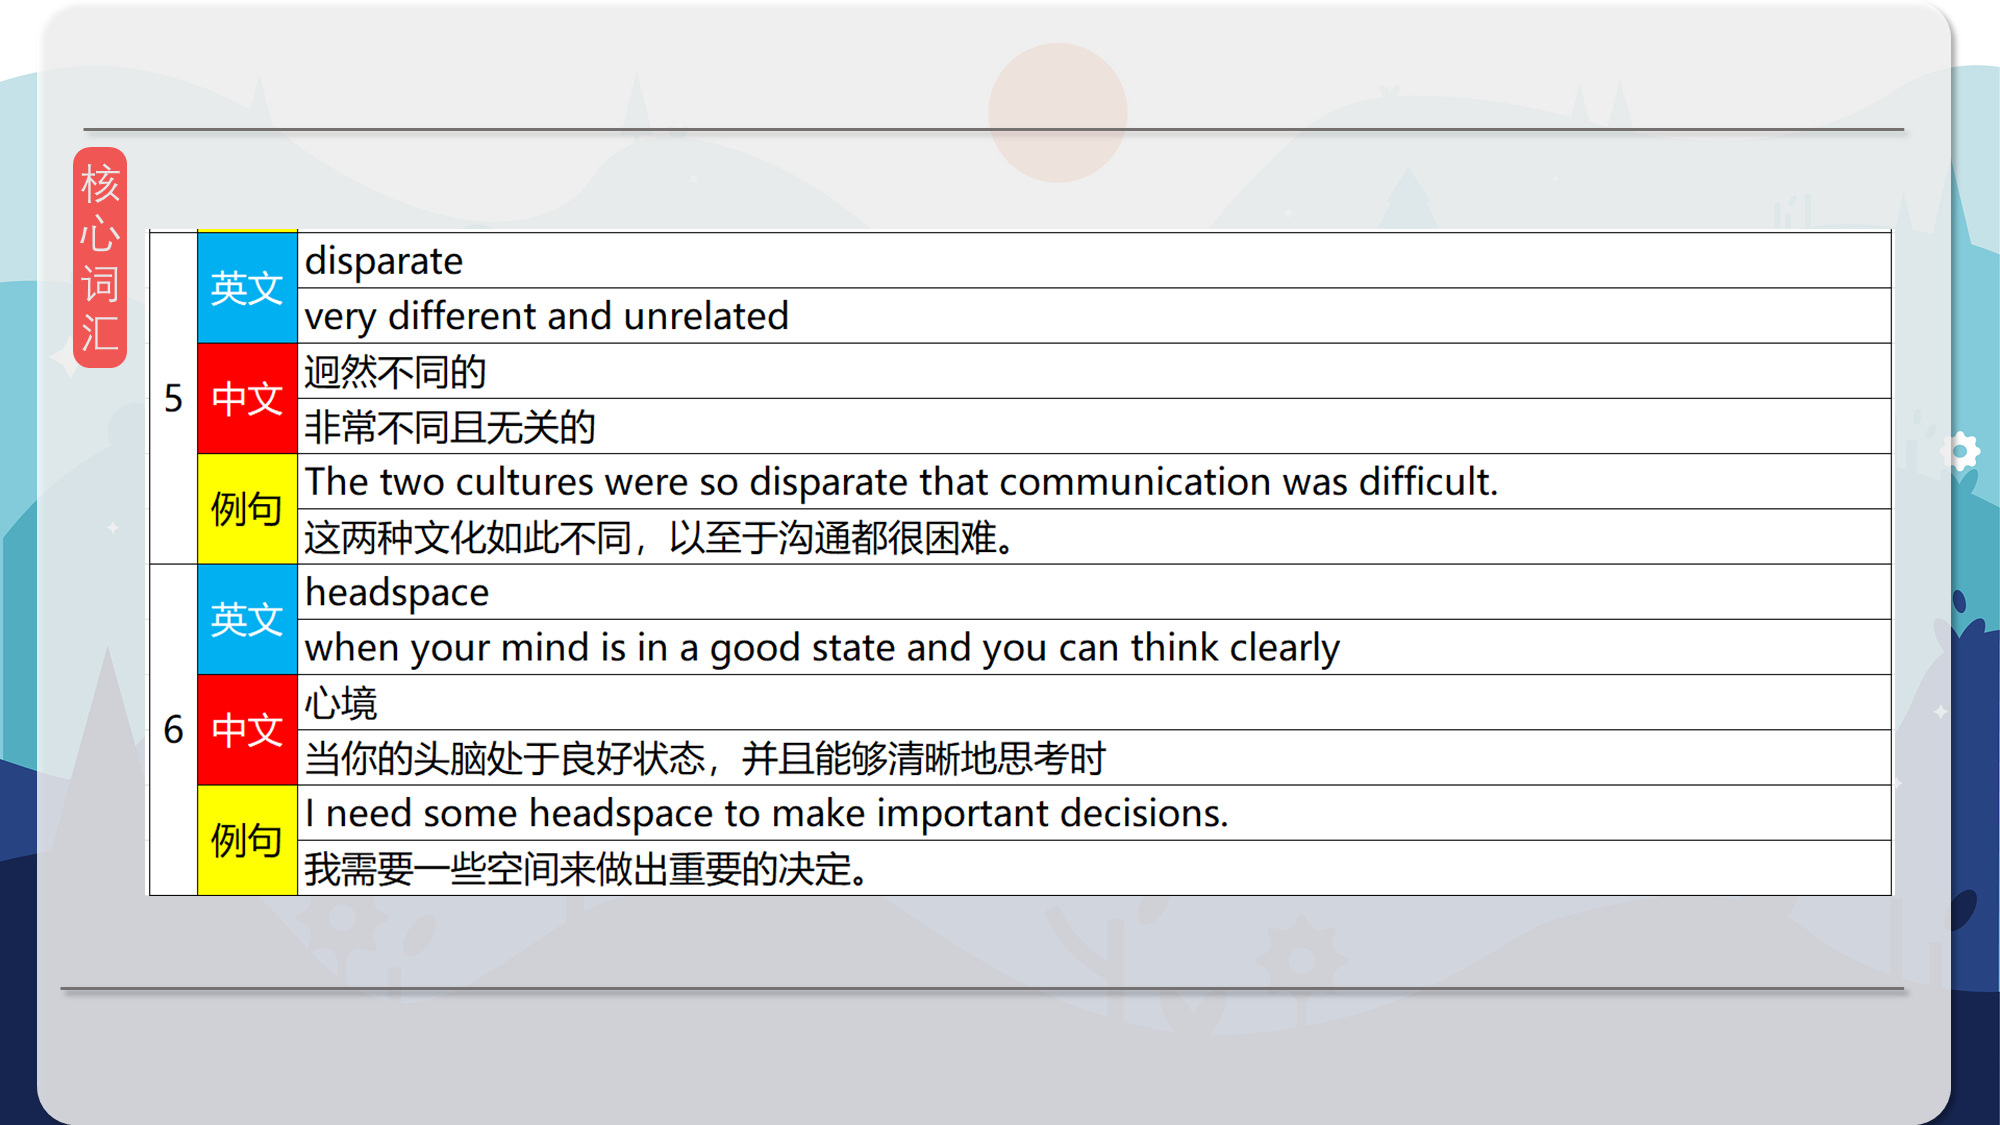 核心词汇
5
英文
disparate
very different and unrelated
中文
迥然不同的
非常不同且无关的
例句
The two cultures were so disparate that communication was difficult.
这两种文化如此不同，以至于沟通都很困难。
6
英文
headspace
when your mind is in a good state and you can think clearly
中文
心境
当你的头脑处于良好状态，并且能够清晰地思考时
例句
I need some headspace to make important decisions.
我需要一些空间来做出重要的决定。